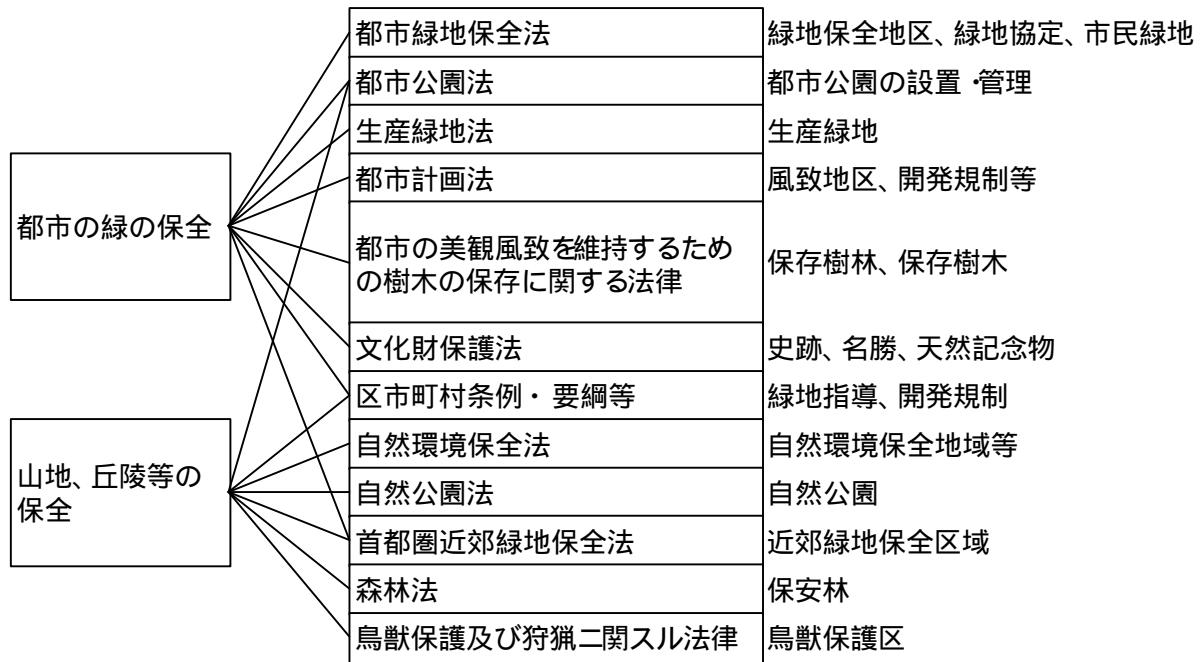 都市緑地保全法 緑地保全地区、緑地協定、市民緑地
都市公園法 都市公園の設置・管理
生産緑地法 生産緑地
都市計画法 風致地区、開発規制等
都市の緑の保全
都市の美観風致を維持するため
の樹木の保存に関する法律
保存樹林、保存樹木
文化財保護法 史跡、名勝、天然記念物
区市町村条例・要綱等 緑地指導、開発規制
山地、丘陵等の
保全
自然環境保全法 自然環境保全地域等
自然公園法 自然公園
首都圏近郊緑地保全法 近郊緑地保全区域
森林法 保安林
鳥獣保護及び狩猟ニ関スル法律 鳥獣保護区